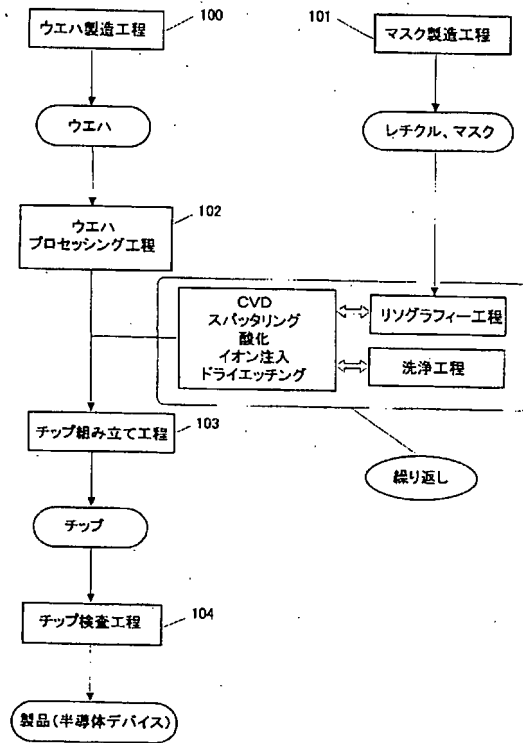 ウエハ製造工程
100
101
マスク製造工程
ウエハ
レチクル、マスク
ウエハ
プロセッシング工程
102
CVD
スパッタリング
酸化
イオン注入
ドライエッチング
リソグラフィー工程
洗浄工程
チップ組み立て工程
103
繰り返し
チップ
チップ検査工程
104
製品(半導体デバイス)